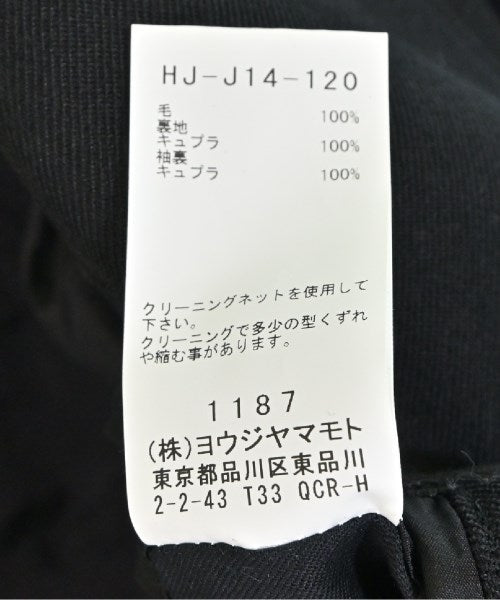 HJ-J14-120
毛 100%
裏地
キュプラ 100%
袖裏
キュプラ 100%
クリーニングネットを使用して
下さい。
クリーニングで多少の型くずれ
や縮む事があります。
1187
(株)ヨウジヤマモト
東京都品川区東品川
2-2-43 T33 QCR-H